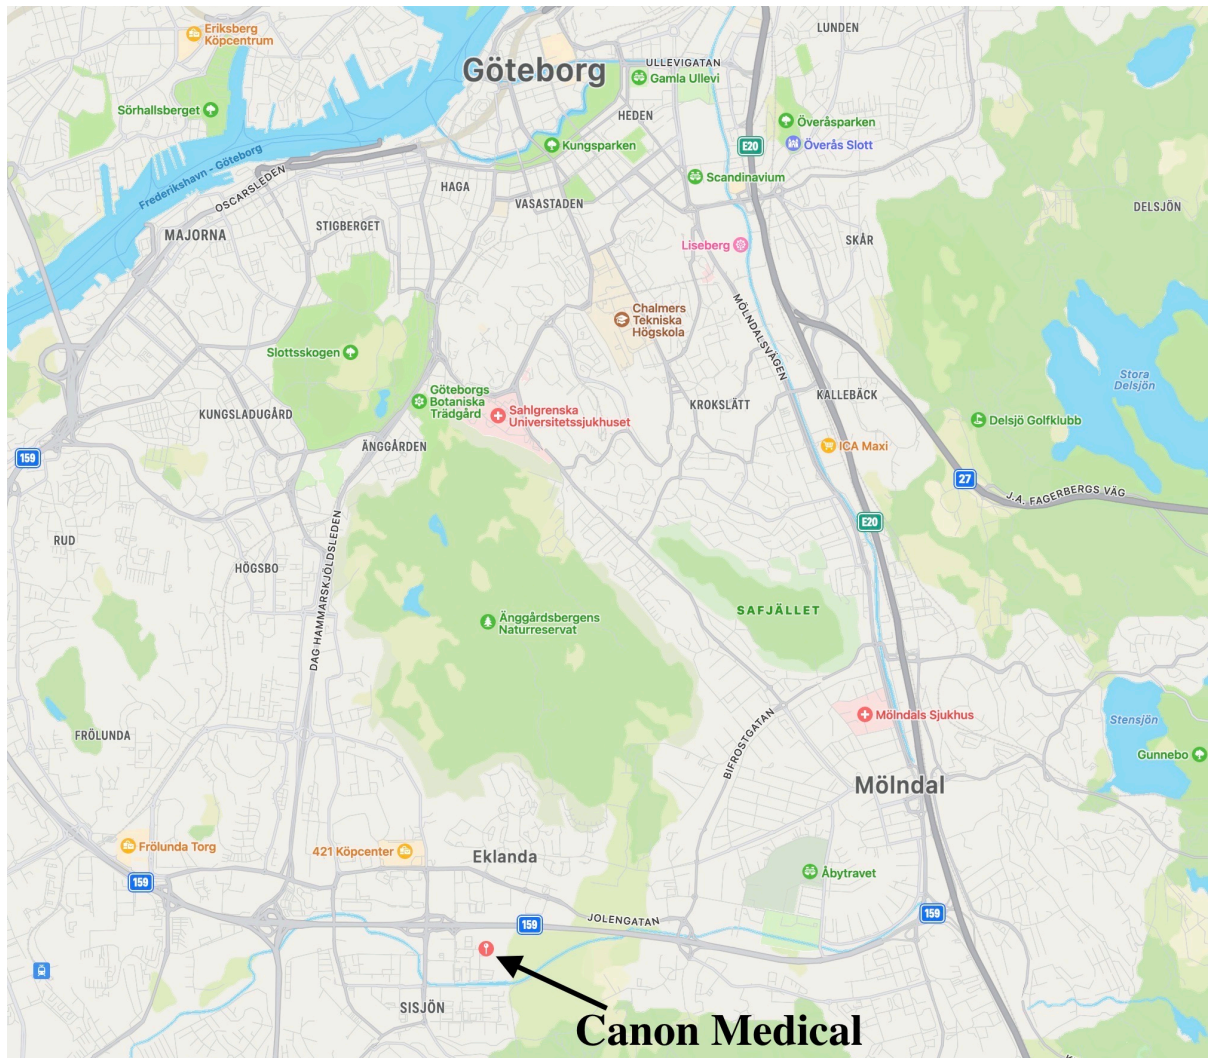 Eriksberg
Köpcentrum
LUNDEN
Göteborg
ULLEVIGATAN
Gamla Ullevi
Sörhallsberget
HEDEN
Överåsparken
E20
Överås Slott
Kungsparken
Frederikshavn - Göteborg
OSCARSLEDEN
HAGA
Scandinavium
VASASTADEN
DELSJÖN
STIGBERGET
MAJORNA
Liseberg
SKÅR
Chalmers
Tekniska
Högskola
MÖLNDALSVÄGEN
Slottsskogen
Stora
Delsjön
Göteborgs
Botaniska
Trädgård
KUNGSLADUGÅRD
Sahlgrenska
Universitetssjukhuset
KROKSLÄTT
KALLEBÄCK
Delsjö Golfklubb
ÄNGGÅRDEN
ICA Maxi
159
27
J.A. FAGERBERGS VÄG
E20
RUD
HÖGSBO
DAG HAMMARSKJÖLDSLEDEN
Änggårdsbergens
Naturreservat
SAFJÄLLET
Mölndals Sjukhus
Stensjön
FRÖLUNDA
BIFROSTGATAN
Gunnebo
Mölndal
Frölunda Torg
421 Köpcenter
Eklanda
Åbytravet
159
159
JOLENGATAN
159
SISJÖN
Canon Medical